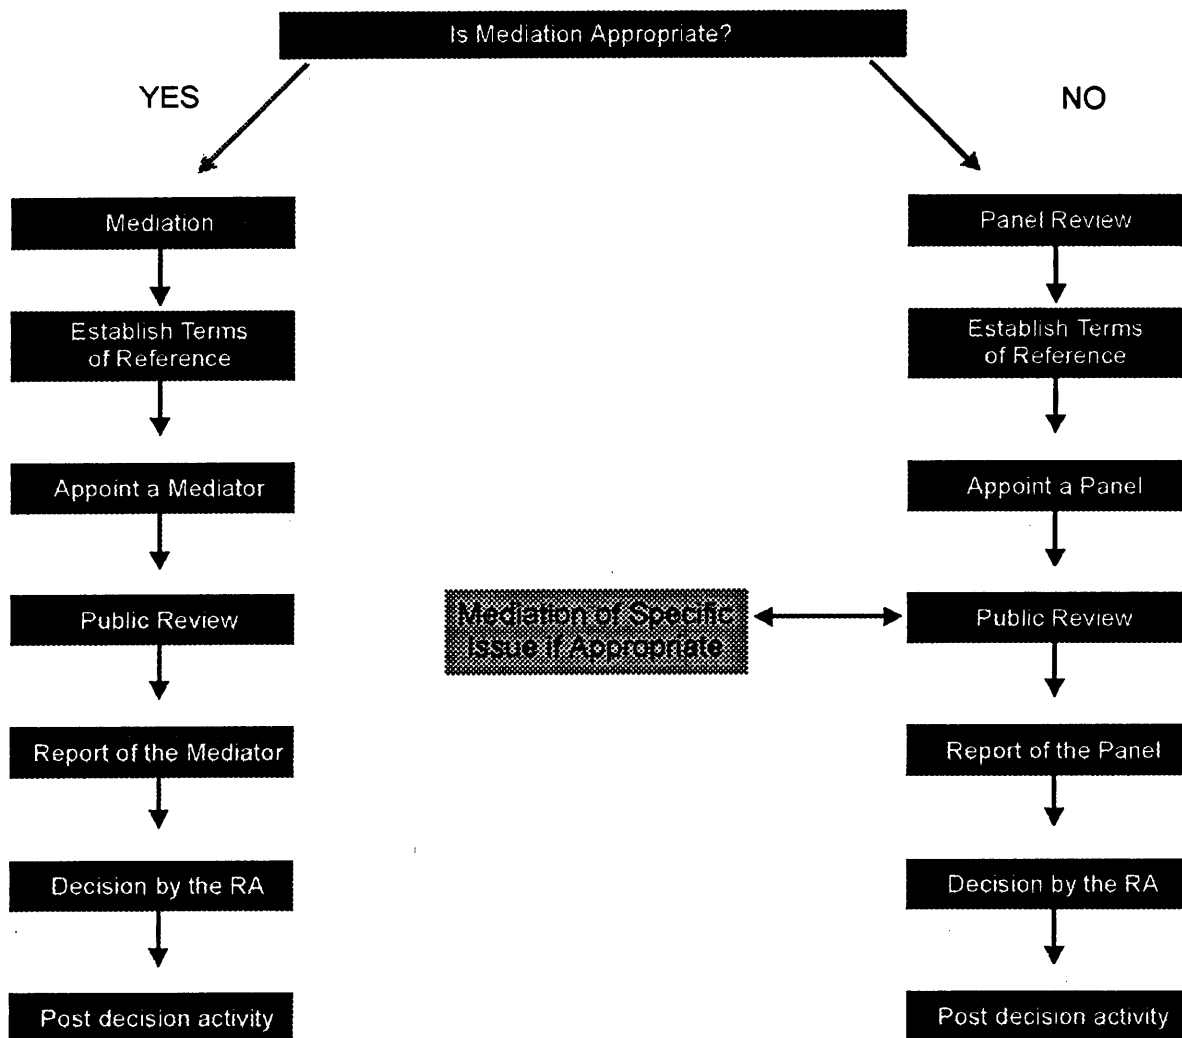 Is Mediation Appropriate?
YES
NO
Mediation
Establish Terms
of Reference
Appoint a Mediator
Public Review
Report of the Mediator
Decision by the RA
Post decision activity
Mediation of Specific
Issue if Appropriate
Panel Review
Establish Terms
of Reference
Appoint a Panel
Public Review
Report of the Panel
Decision by the RA
Post decision activity